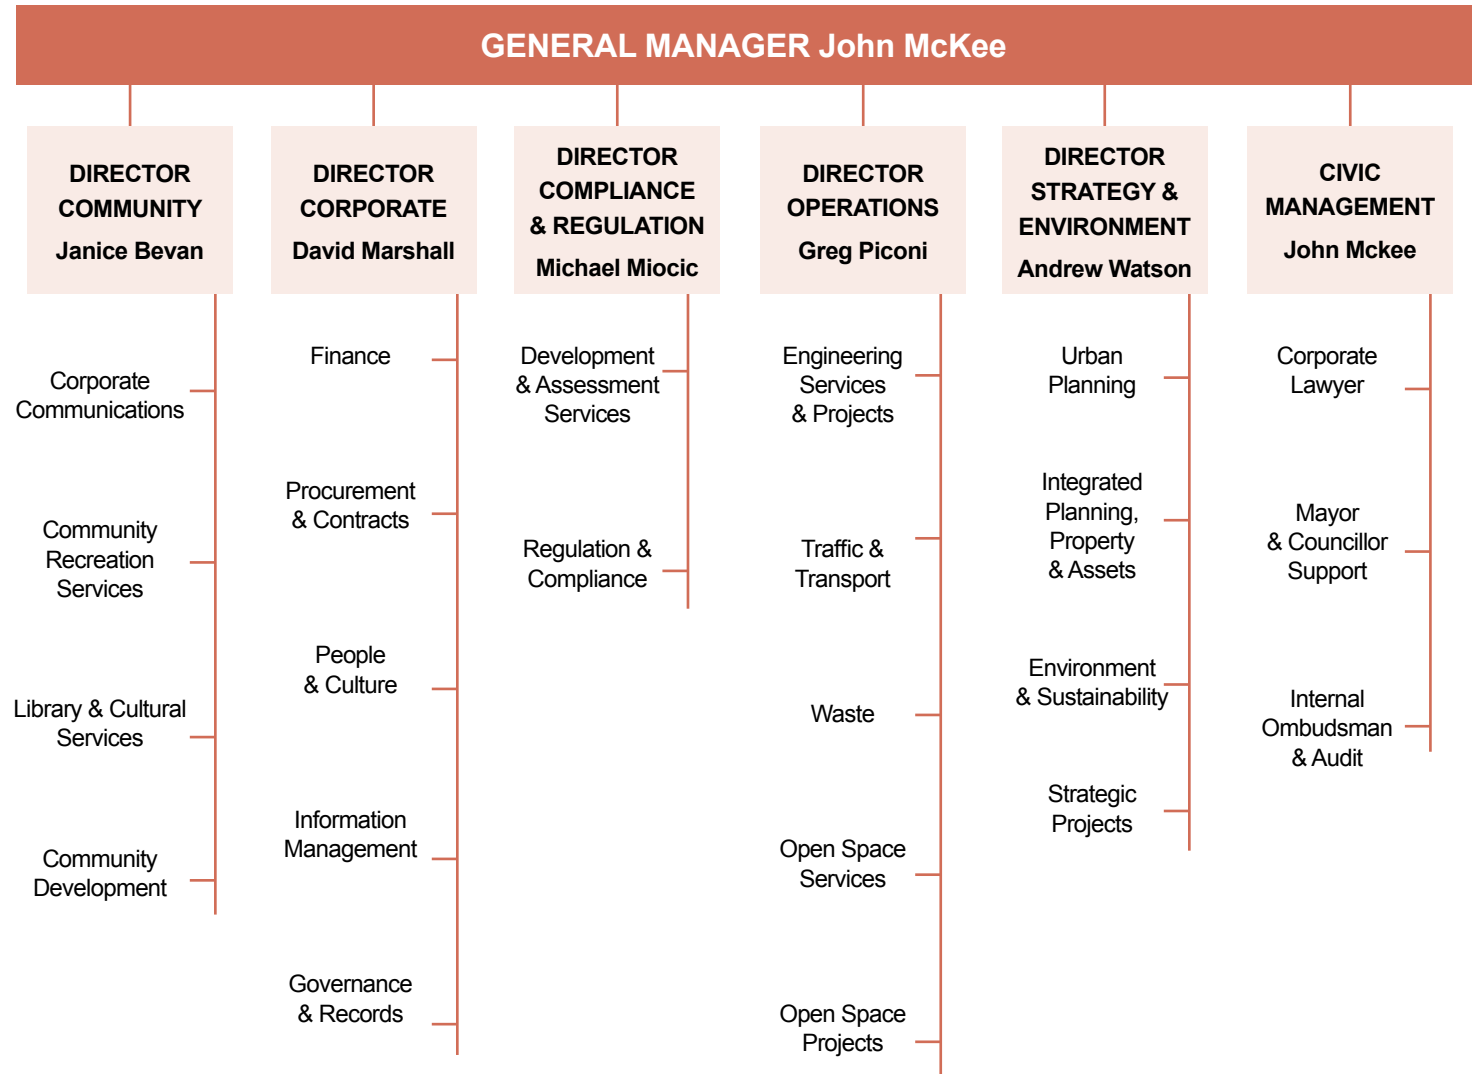 GENERAL MANAGER John McKee
DIRECTOR
COMMUNITY
Janice Bevan
Corporate
Communications
Community
Recreation
Services
Library & Cultural
Services
Community
Development
DIRECTOR
CORPORATE
David Marshall
Finance
Procurement
& Contracts
People
& Culture
Information
Management
Governance
& Records
DIRECTOR
COMPLIANCE
& REGULATION
Michael Miocic
Development
& Assessment
Services
Regulation &
Compliance
DIRECTOR
OPERATIONS
Greg Piconi
Engineering
Services
& Projects
Traffic &
Transport
Waste
Open Space
Services
Open Space
Projects
DIRECTOR
STRATEGY &
ENVIRONMENT
Andrew Watson
Urban
Planning
Integrated
Planning,
Property
& Assets
Environment
& Sustainability
Strategic
Projects
CIVIC
MANAGEMENT
John Mckee
Corporate
Lawyer
Mayor
& Councillor
Support
Internal
Ombudsman
& Audit